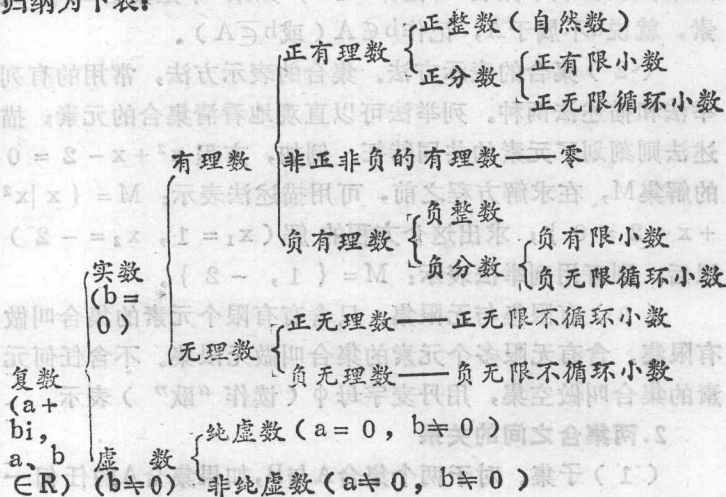 归纳为下表:
正有理数
正整数(自然数)
正分数
正有限小数
正无限循环小数
有理数
非正非负的有理数——零
负有理数
负整数
负分数
负有限小数
负无限循环小数
实数
(b=
0)
无理数
正无理数——正无限不循环小数
负无理数——负无限不循环小数
复数
(a+
bi,
a、b
∈R)
虚 数
(b≠0)
纯虚数(a=0,b≠0)
非纯虚数(a≠0,b≠0)